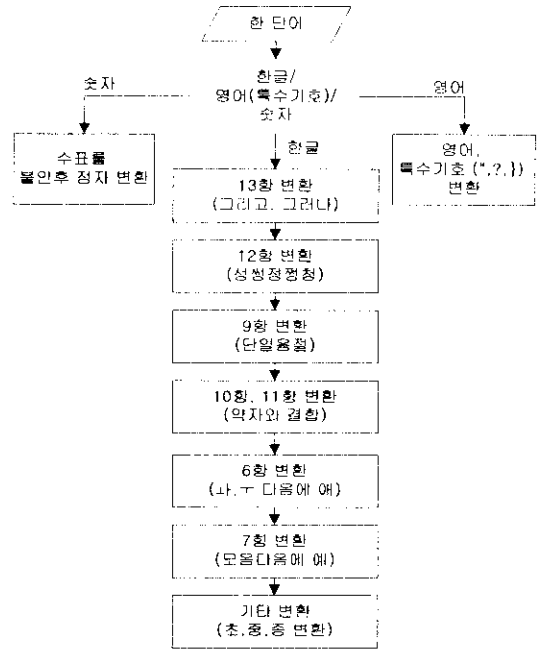 한 단어
한글/
영어(특수기호)/
숫자
숫자
영어
한글
수표를
붙인후 점자 변환
영어,
특수기호 (",?,})
변환
13항 변환
(그리고, 그러나)
12항 변환
(성썽정쩡청)
9항 변환
(단일음절)
10항, 11항 변환
(약자와 결합)
6항 변환
(ㅘ,ㅜ 다음에 애)
7항 변환
(모음다음에 예)
기타 변환
(초,중,종 변환)